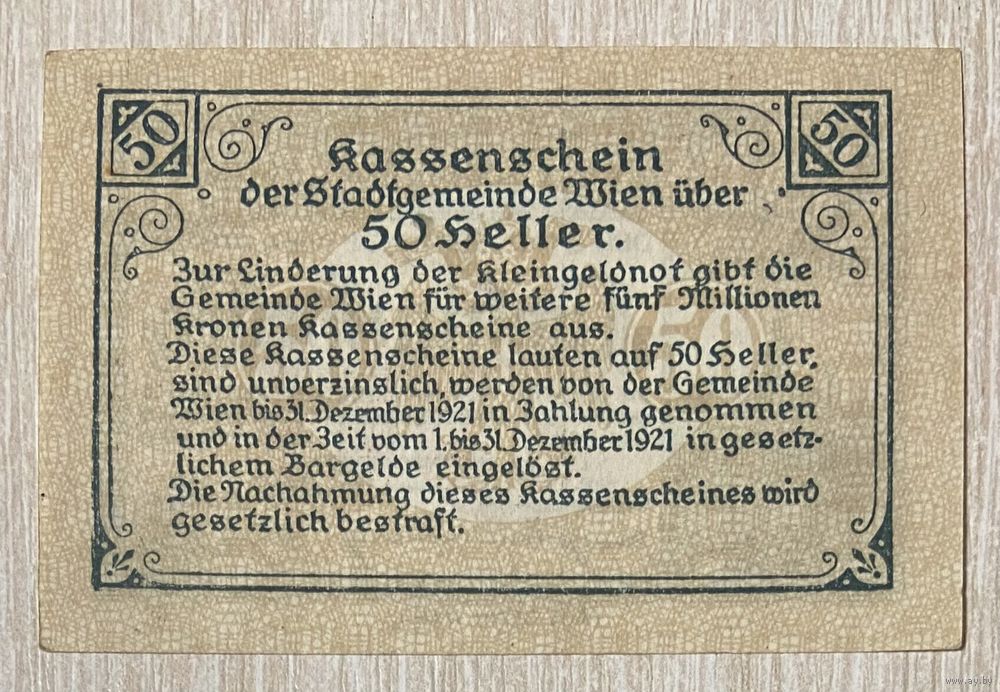 50 50
Kassenschein
der Stadtgemeinde Wien über
50 Heller.
Zur Linderung der Kleingeldnot gibt die
Gemeinde Wien für weitere fünf Millionen
Kronen Kassenscheine aus.
Diese Kassenscheine lauten auf 50 Heller,
sind unverzinslich, werden von der Gemeinde
Wien bis 31. Dezember 1921 in Zahlung genommen
und in der Zeit vom 1. bis 31. Dezember 1921 in gesetz-
lichem Bargelde eingelöst.
Die Nachahmung dieses Kassenscheines wird
gesetzlich bestraft.
www.ay.by